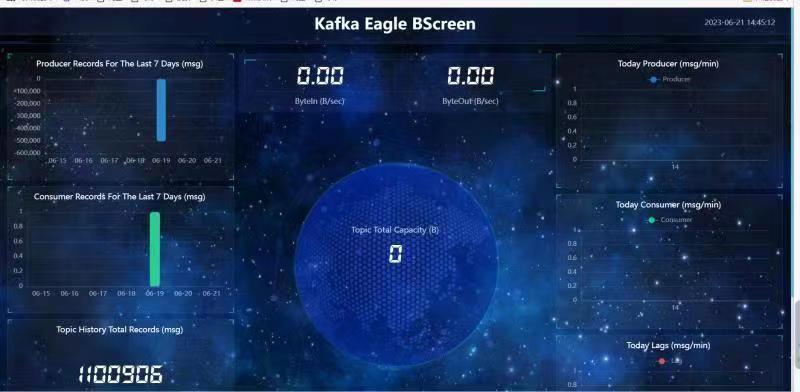 Kafka Eagle BScreen
2023-06-21 14:45:12
Producer Records For The Last 7 Days (msg)
0
-100,000
-200,000
-300,000
-400,000
-500,000
-600,000
06-15 06-16 06-17 06-18 06-19 06-20 06-21
Consumer Records For The Last 7 Days (msg)
1
0.8
0.6
0.4
0.2
0
06-15 06-16 06-17 06-18 06-19 06-20 06-21
Topic History Total Records (msg)
1100906
0.00
ByteIn (B/sec)
0.00
ByteOut (B/sec)
Topic Total Capacity (B)
0
Today Producer (msg/min)
Producer
1
0.8
0.6
0.4
0.2
0
14
Today Consumer (msg/min)
Consumer
1
0.8
0.6
0.4
0.2
0
14
Today Lags (msg/min)
0.8